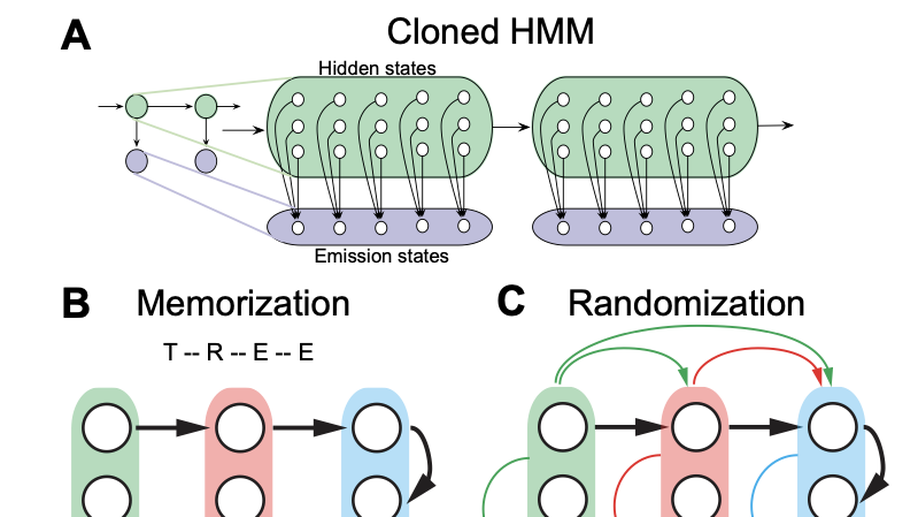 A
Cloned HMM
Hidden states
Emission states
B Memorization
T -- R -- E -- E
C Randomization